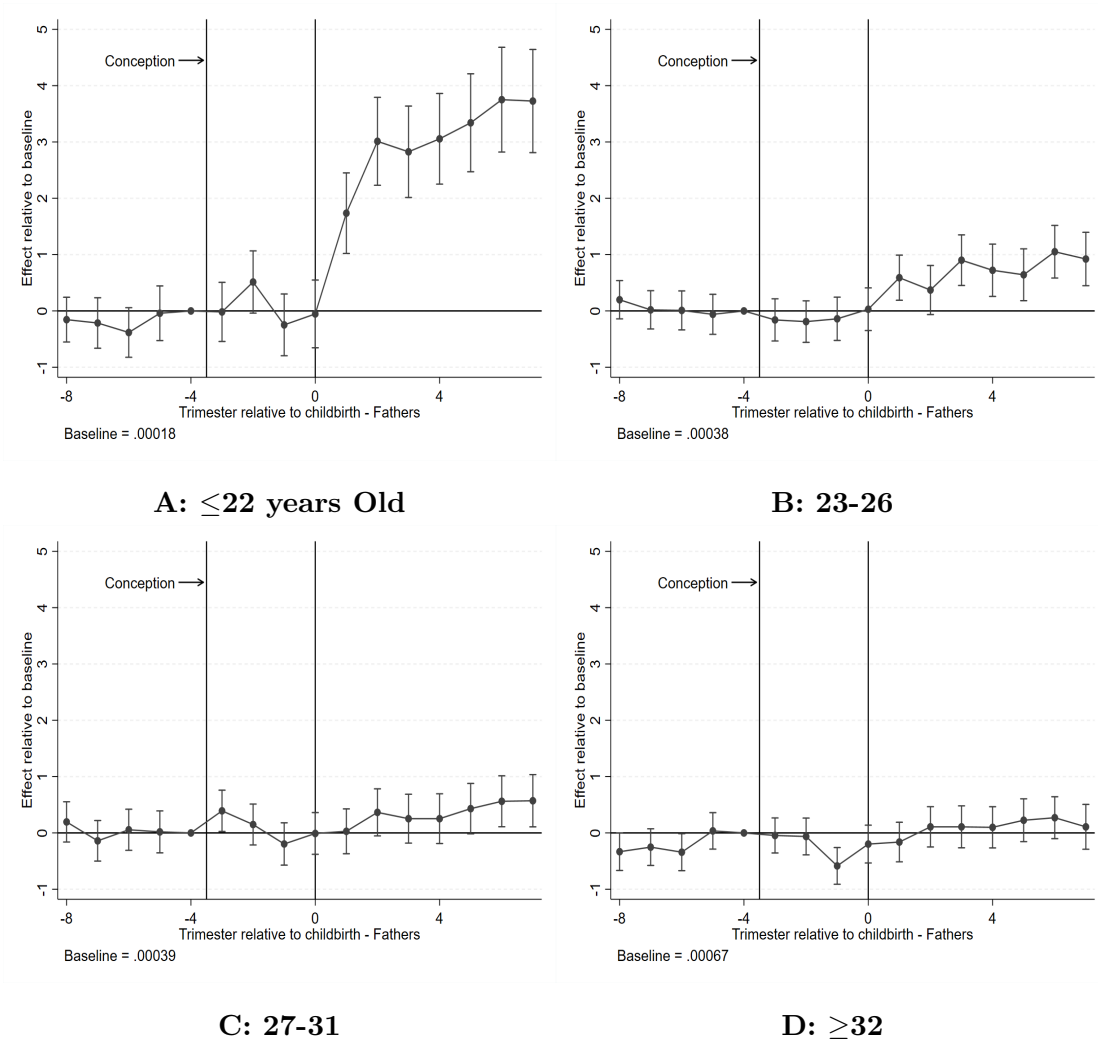 Effect relative to baseline
5
4
3
2
1
0
-1
Conception
-8
-4
0
4
Trimester relative to childbirth - Fathers
Baseline = .00018
A: ≤22 years Old
Effect relative to baseline
5
4
3
2
1
0
-1
Conception
-8
-4
0
4
Trimester relative to childbirth - Fathers
Baseline = .00038
B: 23-26
Effect relative to baseline
5
4
3
2
1
0
-1
Conception
-8
-4
0
4
Trimester relative to childbirth - Fathers
Baseline = .00039
C: 27-31
Effect relative to baseline
5
4
3
2
1
0
-1
Conception
-8
-4
0
4
Trimester relative to childbirth - Fathers
Baseline = .00067
D: ≥32